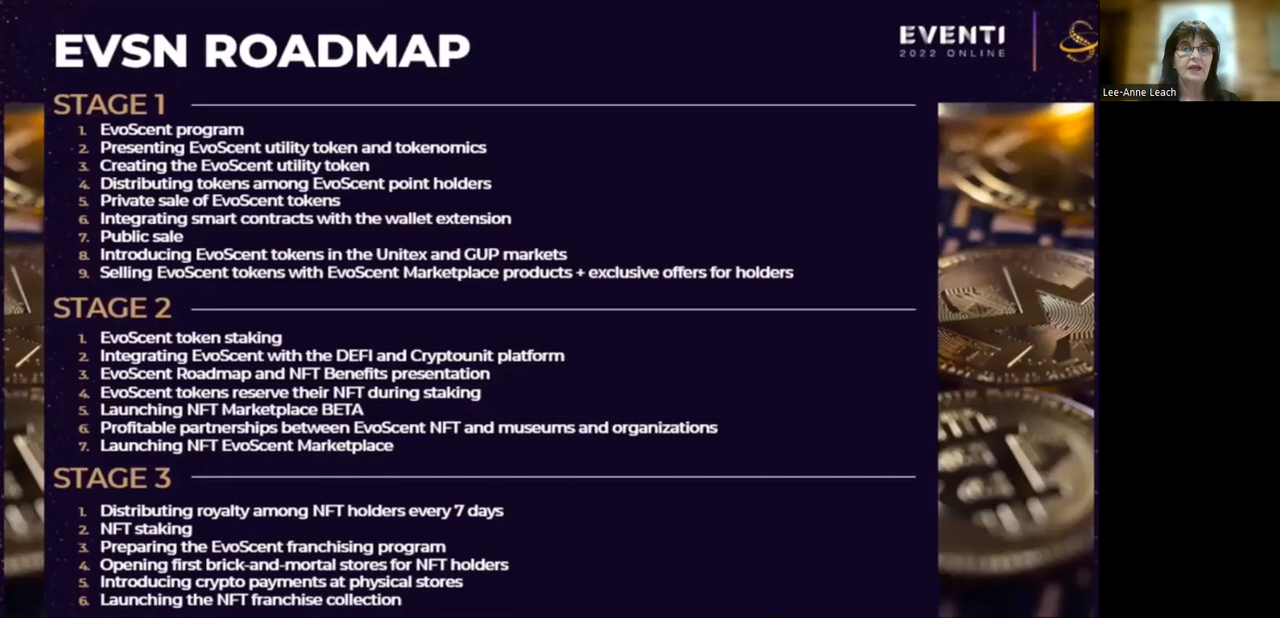 EVSN ROADMAP
EVENTI
2022 ONLINE
Lee-Anne Leach
STAGE 1
1. EvoScent program
2. Presenting EvoScent utility token and tokenomics
3. Creating the EvoScent utility token
4. Distributing tokens among EvoScent point holders
5. Private sale of EvoScent tokens
6. Integrating smart contracts with the wallet extension
7. Public sale
8. Introducing EvoScent tokens in the Unitex and GUP markets
9. Selling EvoScent tokens with EvoScent Marketplace products + exclusive offers for holders
STAGE 2
1. EvoScent token staking
2. Integrating EvoScent with the DEFI and Cryptounit platform
3. EvoScent Roadmap and NFT Benefits presentation
4. EvoScent tokens reserve their NFT during staking
5. Launching NFT Marketplace BETA
6. Profitable partnerships between EvoScent NFT and museums and organizations
7. Launching NFT EvoScent Marketplace
STAGE 3
1. Distributing royalty among NFT holders every 7 days
2. NFT staking
3. Preparing the EvoScent franchising program
4. Opening first brick-and-mortal stores for NFT holders
5. Introducing crypto payments at physical stores
6. Launching the NFT franchise collection